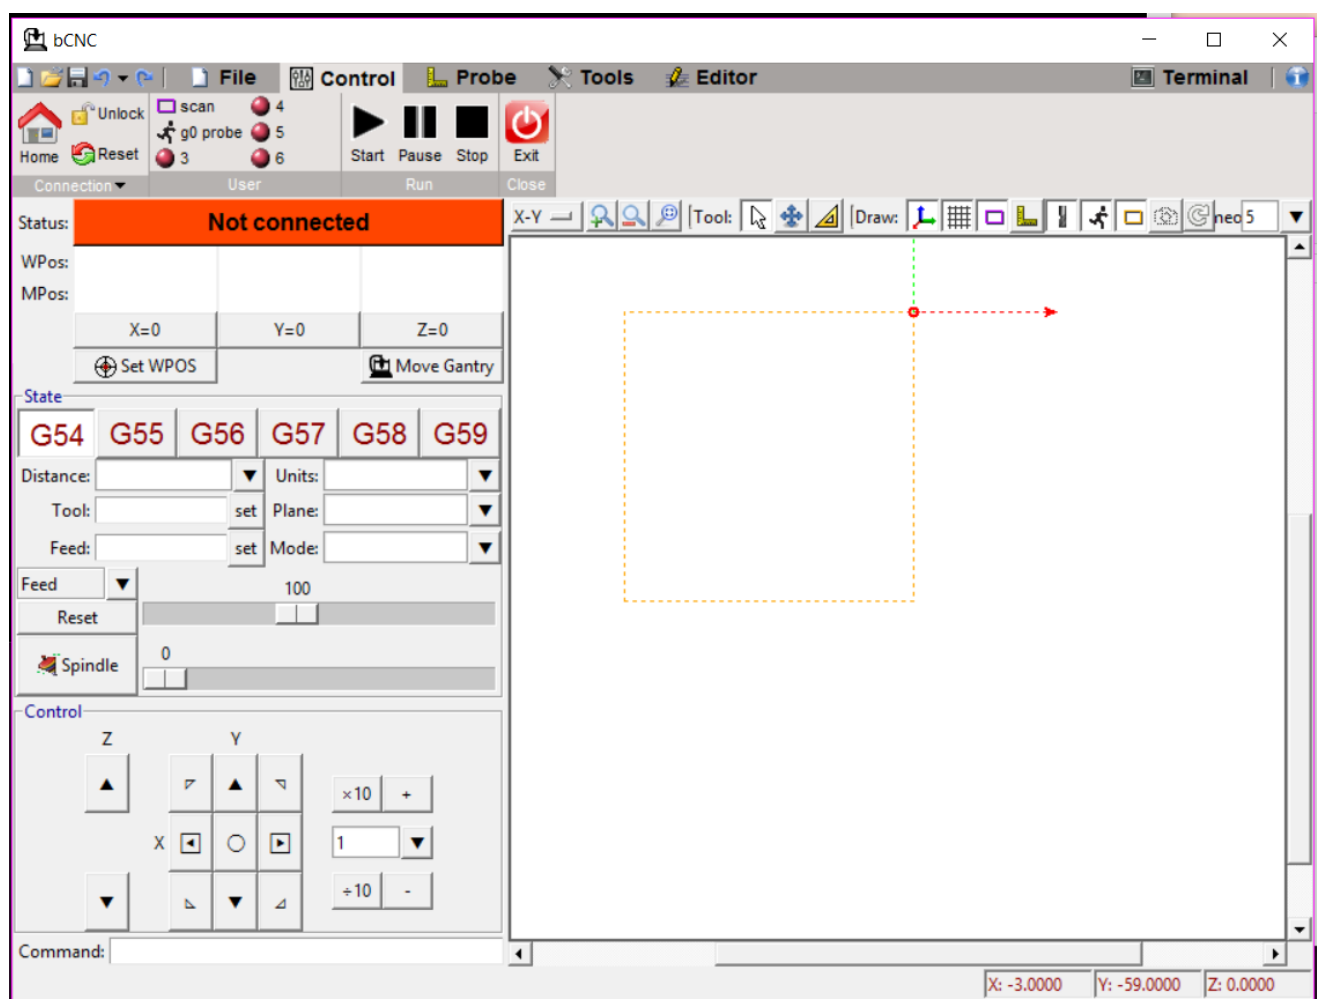 bCNC
File Control Probe Tools Editor Terminal
Unlock scan 4
g0 probe 5
Home Reset 3 6 Start Pause Stop Exit
Connection User Run Close
Status: Not connected X-Y Tool: Draw: neo 5
WPos:
MPos:
X=0 Y=0 Z=0
Set WPOS Move Gantry
State
G54 G55 G56 G57 G58 G59
Distance: Units:
Tool: set Plane:
Feed: set Mode:
Feed 100
Reset
Spindle 0
Control
Z Y
×10 +
X 1
÷10 -
Command:
X: -3.0000 Y: -59.0000 Z: 0.0000